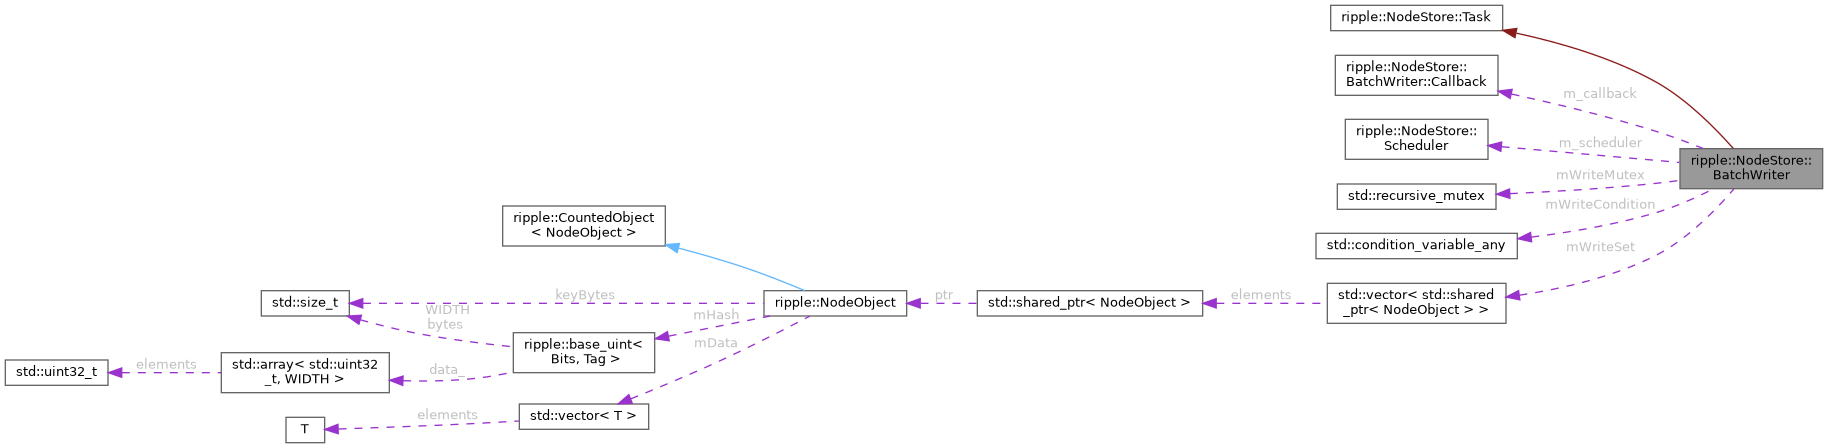 ripple::NodeStore::Task
ripple::NodeStore::
BatchWriter::Callback
m_callback
ripple::NodeStore::
Scheduler
m_scheduler
ripple::NodeStore::
BatchWriter
std::recursive_mutex
mWriteMutex
mWriteCondition
std::condition_variable_any
mWriteSet
ripple::CountedObject
< NodeObject >
std::size_t
keyBytes
ripple::NodeObject
ptr
std::shared_ptr< NodeObject >
elements
std::vector< std::shared
_ptr< NodeObject > >
WIDTH
bytes
mHash
ripple::base_uint<
Bits, Tag >
mData
std::uint32_t
elements
std::array< std::uint32
_t, WIDTH >
data_
std::vector< T >
elements
T